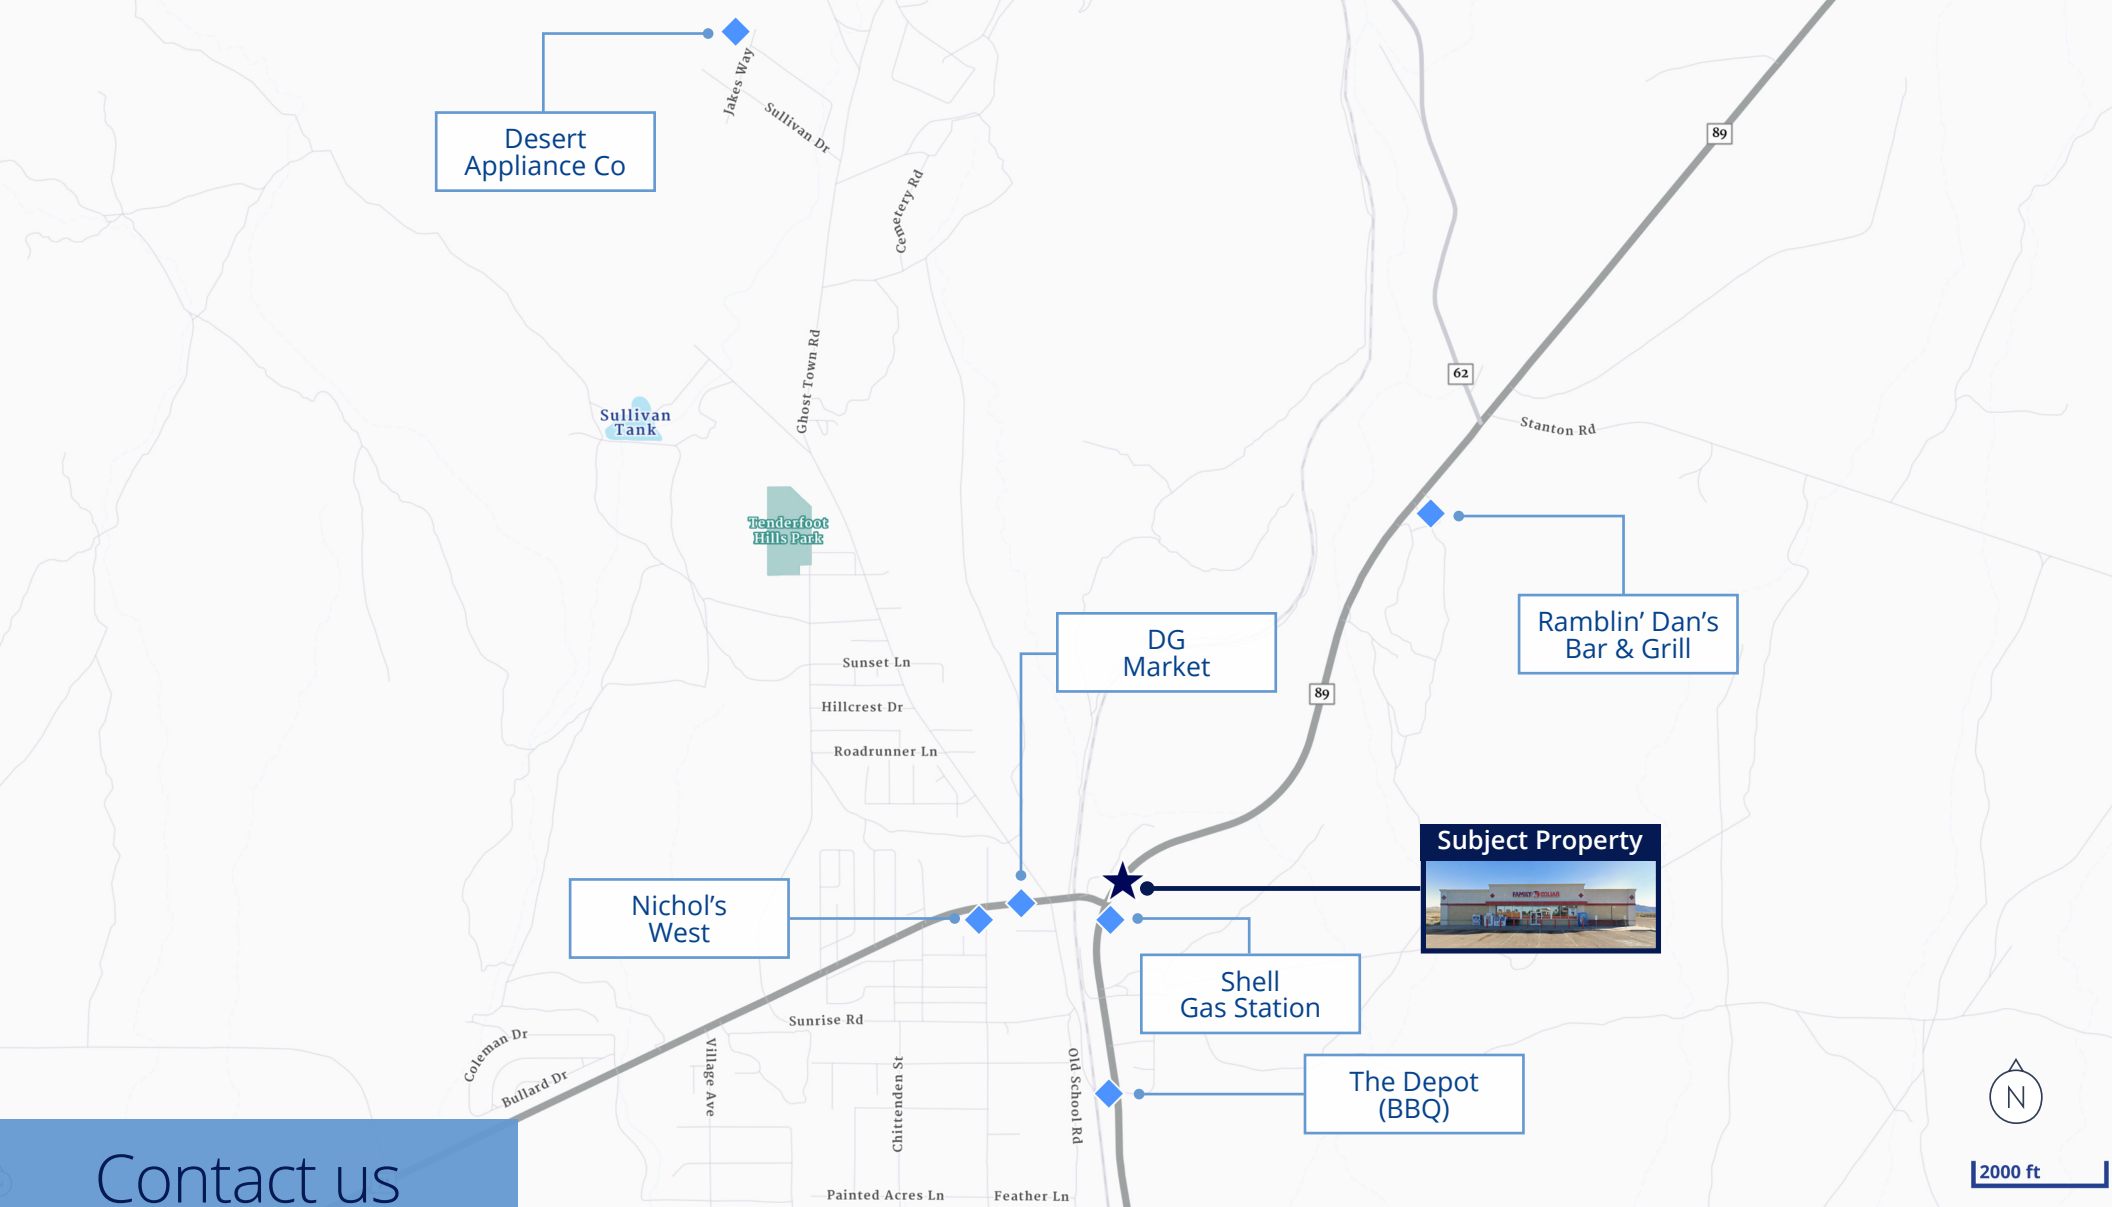 Jakes Way
Sullivan Dr
Desert
Appliance Co
89
Cemetery Rd
Ghost Town Rd
62
Sullivan
Tank
Stanton Rd
Tenderfoot
Hills Park
DG
Market
Ramblin’ Dan’s
Bar & Grill
Sunset Ln
89
Hillcrest Dr
Roadrunner Ln
Subject Property
FAMILY DOLLAR
Nichol’s
West
Shell
Gas Station
Sunrise Rd
Coleman Dr
Bullard Dr
Village Ave
Chittenden St
Old School Rd
The Depot
(BBQ)
N
2000 ft
Contact us
Painted Acres Ln
Feather Ln